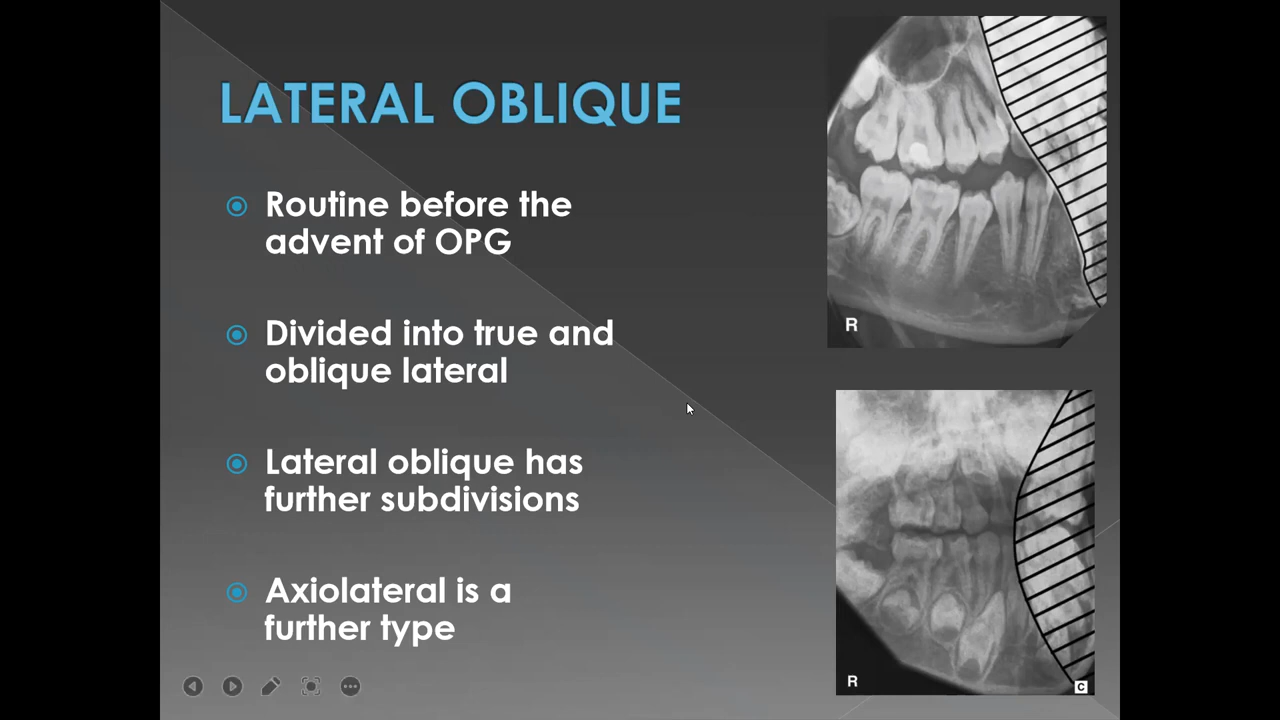 LATERAL OBLIQUE
Routine before the
advent of OPG
Divided into true and
oblique lateral
Lateral oblique has
further subdivisions
Axiolateral is a
further type
R
R
C